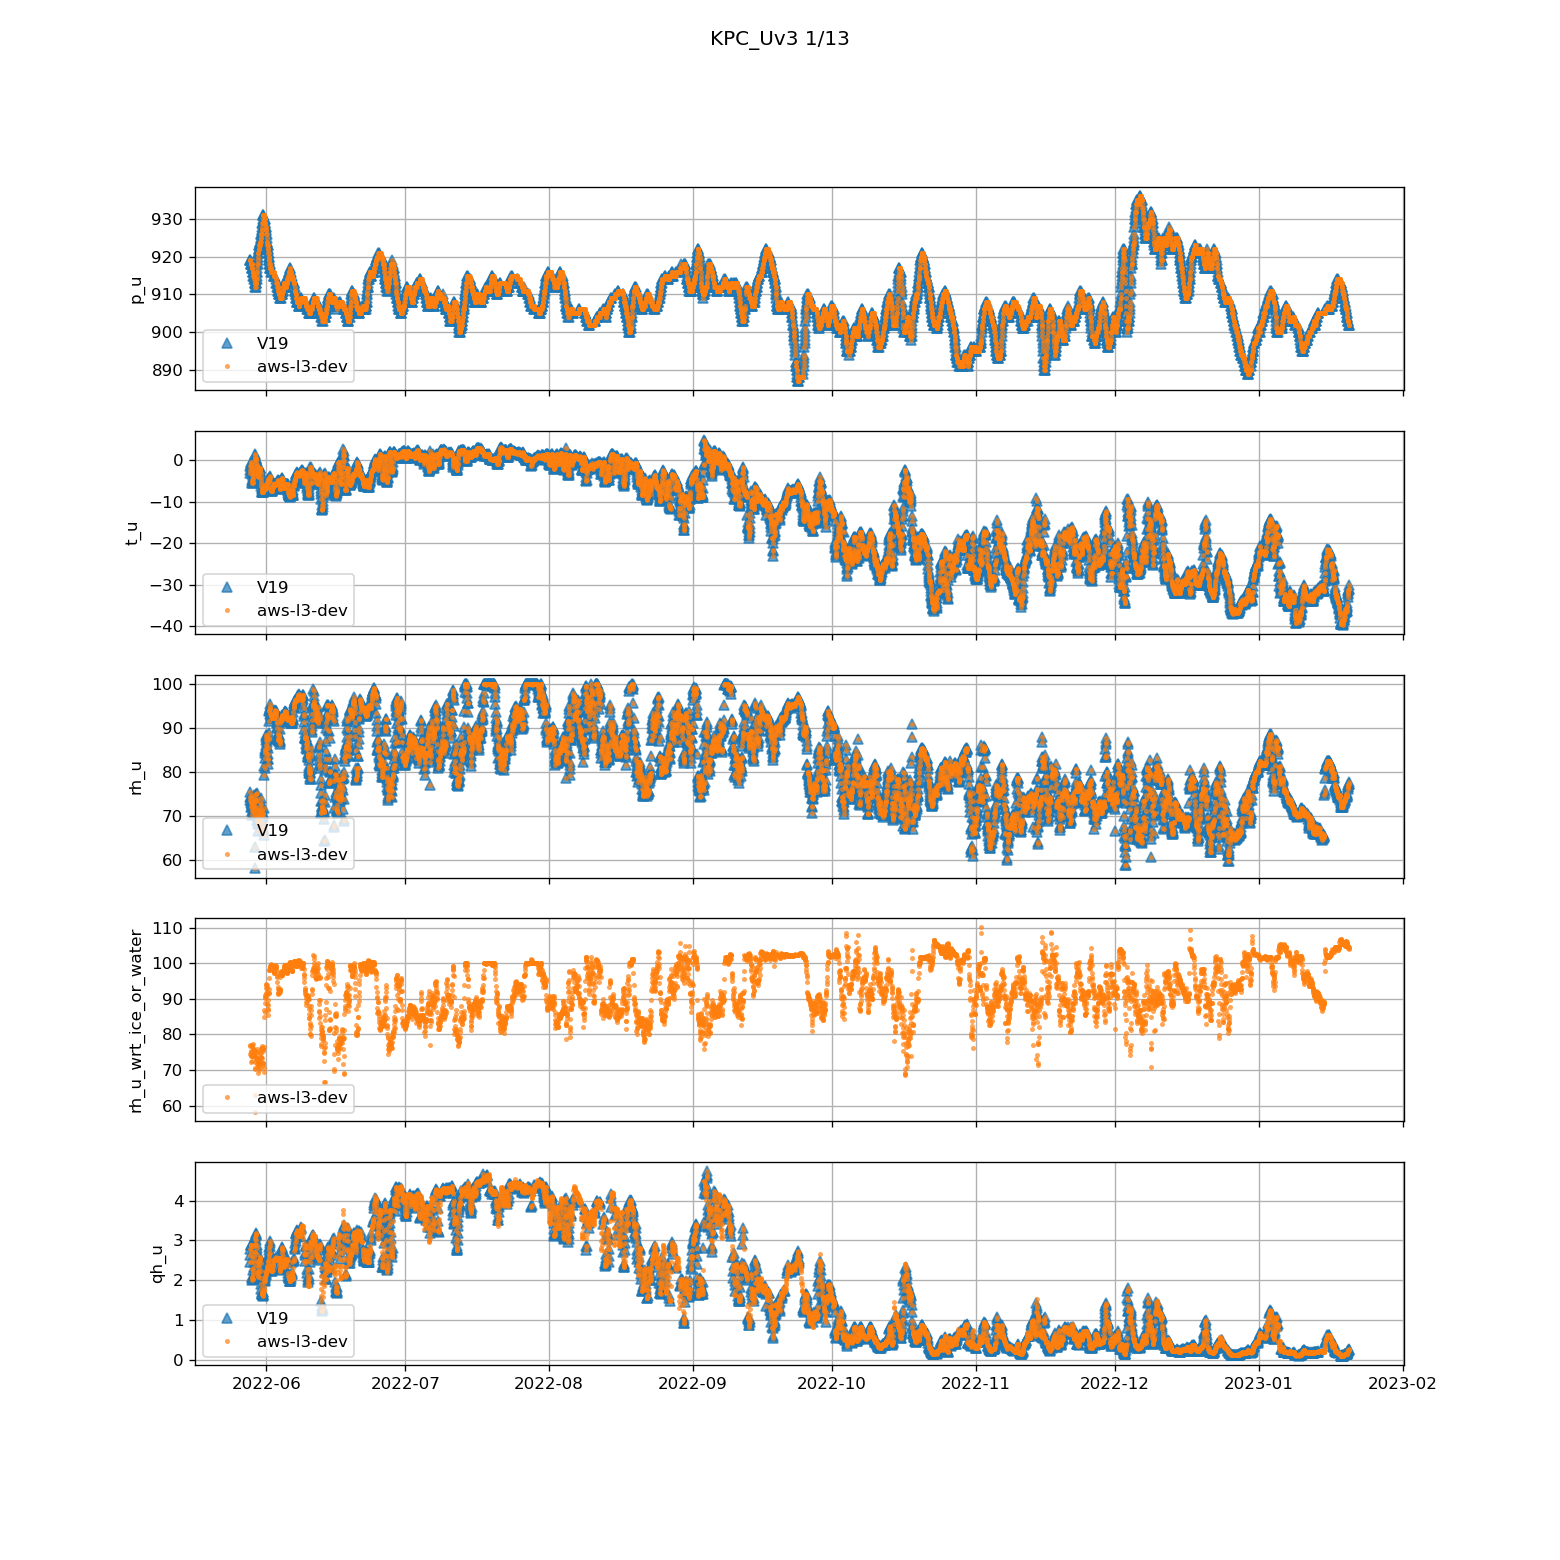 KPC_Uv3 1/13
930
920
910
900
890
p_u
V19
aws-l3-dev
0
−10
−20
−30
−40
t_u
V19
aws-l3-dev
100
90
80
70
60
rh_u
V19
aws-l3-dev
110
100
90
80
70
60
rh_u_wrt_ice_or_water
aws-l3-dev
4
3
2
1
0
qh_u
V19
aws-l3-dev
2022-06 2022-07 2022-08 2022-09 2022-10 2022-11 2022-12 2023-01 2023-02